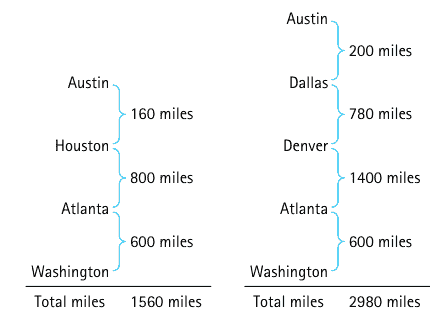 Austin
160 miles
Houston
800 miles
Atlanta
600 miles
Washington
Total miles 1560 miles
Austin
200 miles
Dallas
780 miles
Denver
1400 miles
Atlanta
600 miles
Washington
Total miles 2980 miles